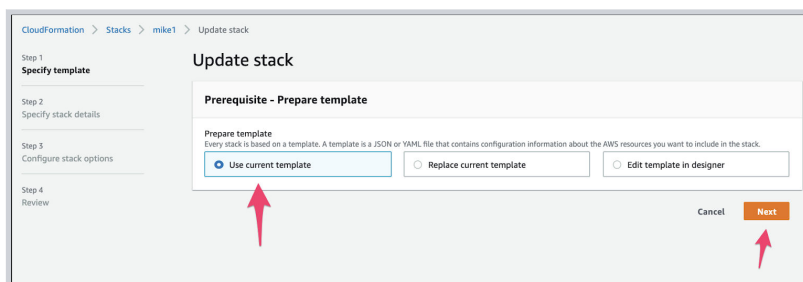 CloudFormation > Stacks > mike1 > Update stack
Step 1
Specify template
Step 2
Specify stack details
Step 3
Configure stack options
Step 4
Review
Update stack
Prerequisite - Prepare template
Prepare template
Every stack is based on a template. A template is a JSON or YAML file that contains configuration information about the AWS resources you want to include in the stack.
Use current template
Replace current template
Edit template in designer
Cancel
Next